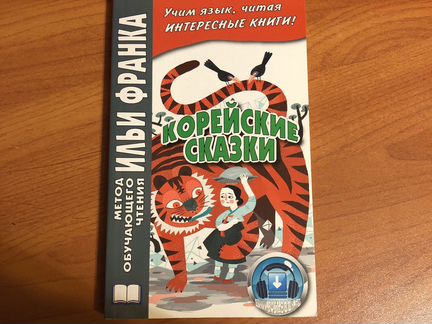 Учим язык, читая
ИНТЕРЕСНЫЕ КНИГИ!
КОРЕЙСКИЕ
СКАЗКИ
МЕТОД
ОБУЧАЮЩЕГО
ЧТЕНИЯ
ИЛЬИ ФРАНКА